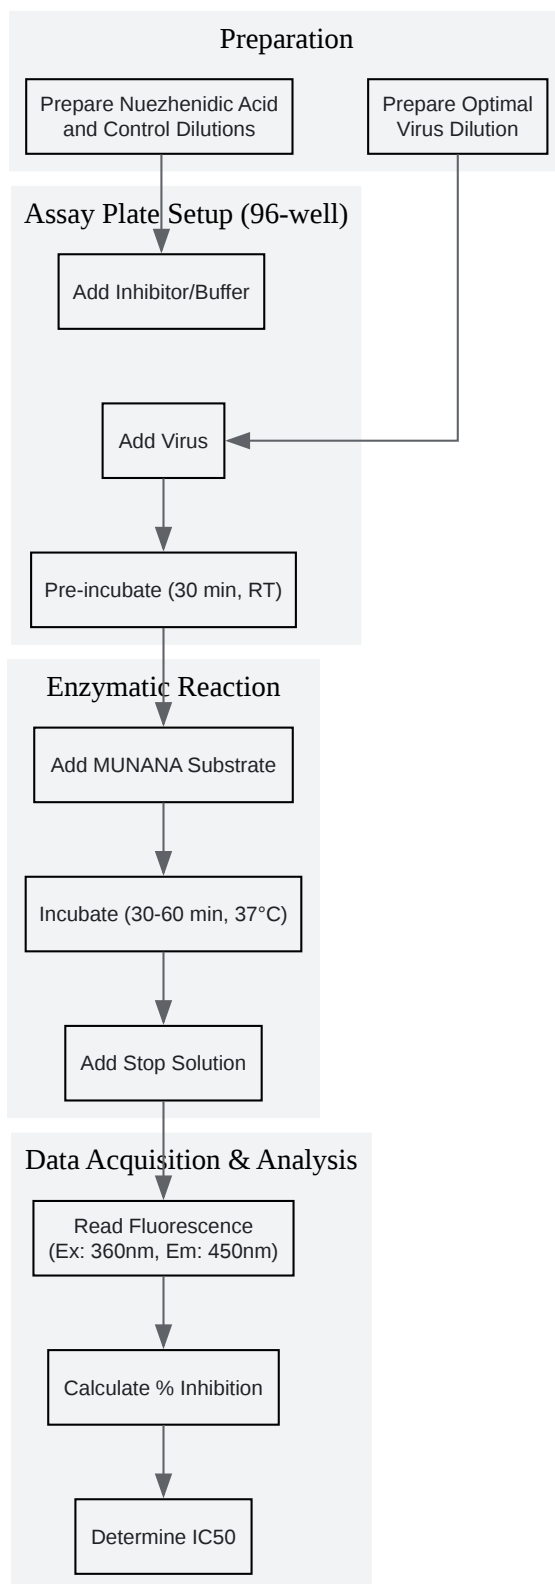 Preparation
Prepare Nuezhenidic Acid
and Control Dilutions
Prepare Optimal
Virus Dilution
Assay Plate Setup (96-well)
Add Inhibitor/Buffer
Add Virus
Pre-incubate (30 min, RT)
Enzymatic Reaction
Add MUNANA Substrate
Incubate (30-60 min, 37°C)
Add Stop Solution
Data Acquisition & Analysis
Read Fluorescence
(Ex: 360nm, Em: 450nm)
Calculate % Inhibition
Determine IC50